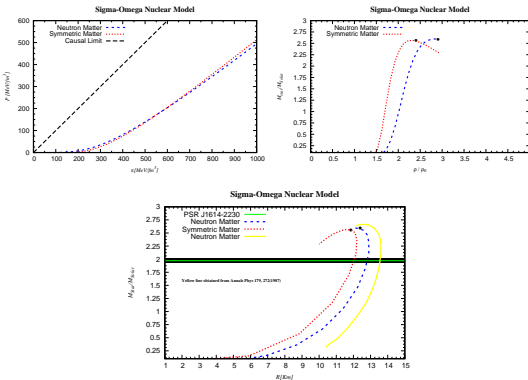 Sigma-Omega Nuclear Model
Neutron Matter
Symmetric Matter
Causal Limit
P [MeV/fm³]
600
500
400
300
200
100
0
0 100 200 300 400 500 600 700 800 900 1000
ε[MeV/fm³]
Sigma-Omega Nuclear Model
Neutron Matter
Symmetric Matter
3
2.75
2.5
2.25
2
1.75
1.5
1.25
1
0.75
0.5
0.25
0 0.5 1 1.5 2 2.5 3 3.5 4 4.5
ρ / ρ₀
Sigma-Omega Nuclear Model
PSR J1614-2230
Neutron Matter
Symmetric Matter
Neutron Matter
Yellow line obtained from Annals Phys 179, 272(1987)
3
2.75
2.5
2.25
2
1.75
1.5
1.25
1
0.75
0.5
0.25
1 2 3 4 5 6 7 8 9 10 11 12 13 14 15
R[Km]